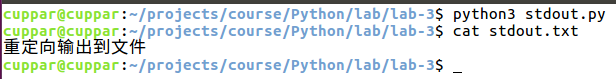 cuppar@cuppar:~/projects/course/Python/lab/lab-3$ python3 stdout.py
cuppar@cuppar:~/projects/course/Python/lab/lab-3$ cat stdout.txt
重定向输出到文件
cuppar@cuppar:~/projects/course/Python/lab/lab-3$ _